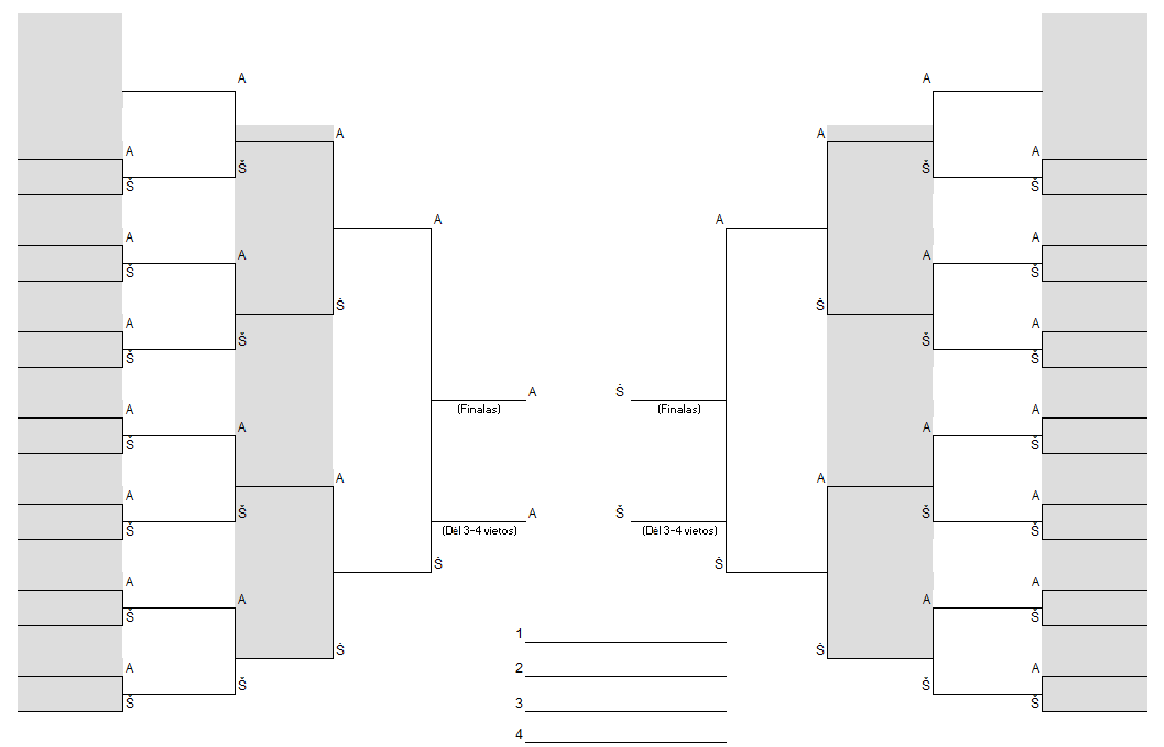 A A
A A
A A
Š Š
Š Š
A A
A A
A A
Š Š
Š Š
A A
Š Š
Š Š
A Š
A (Finalas) (Finalas) A
A A
Š Š
A A
A A
Š A Š Š
Š (Dėl 3-4 vietos) (Dėl 3-4 vietos) Š
Š Š
A A
A A
Š Š
1
Š Š
A 2 A
Š Š
Š 3 Š
4